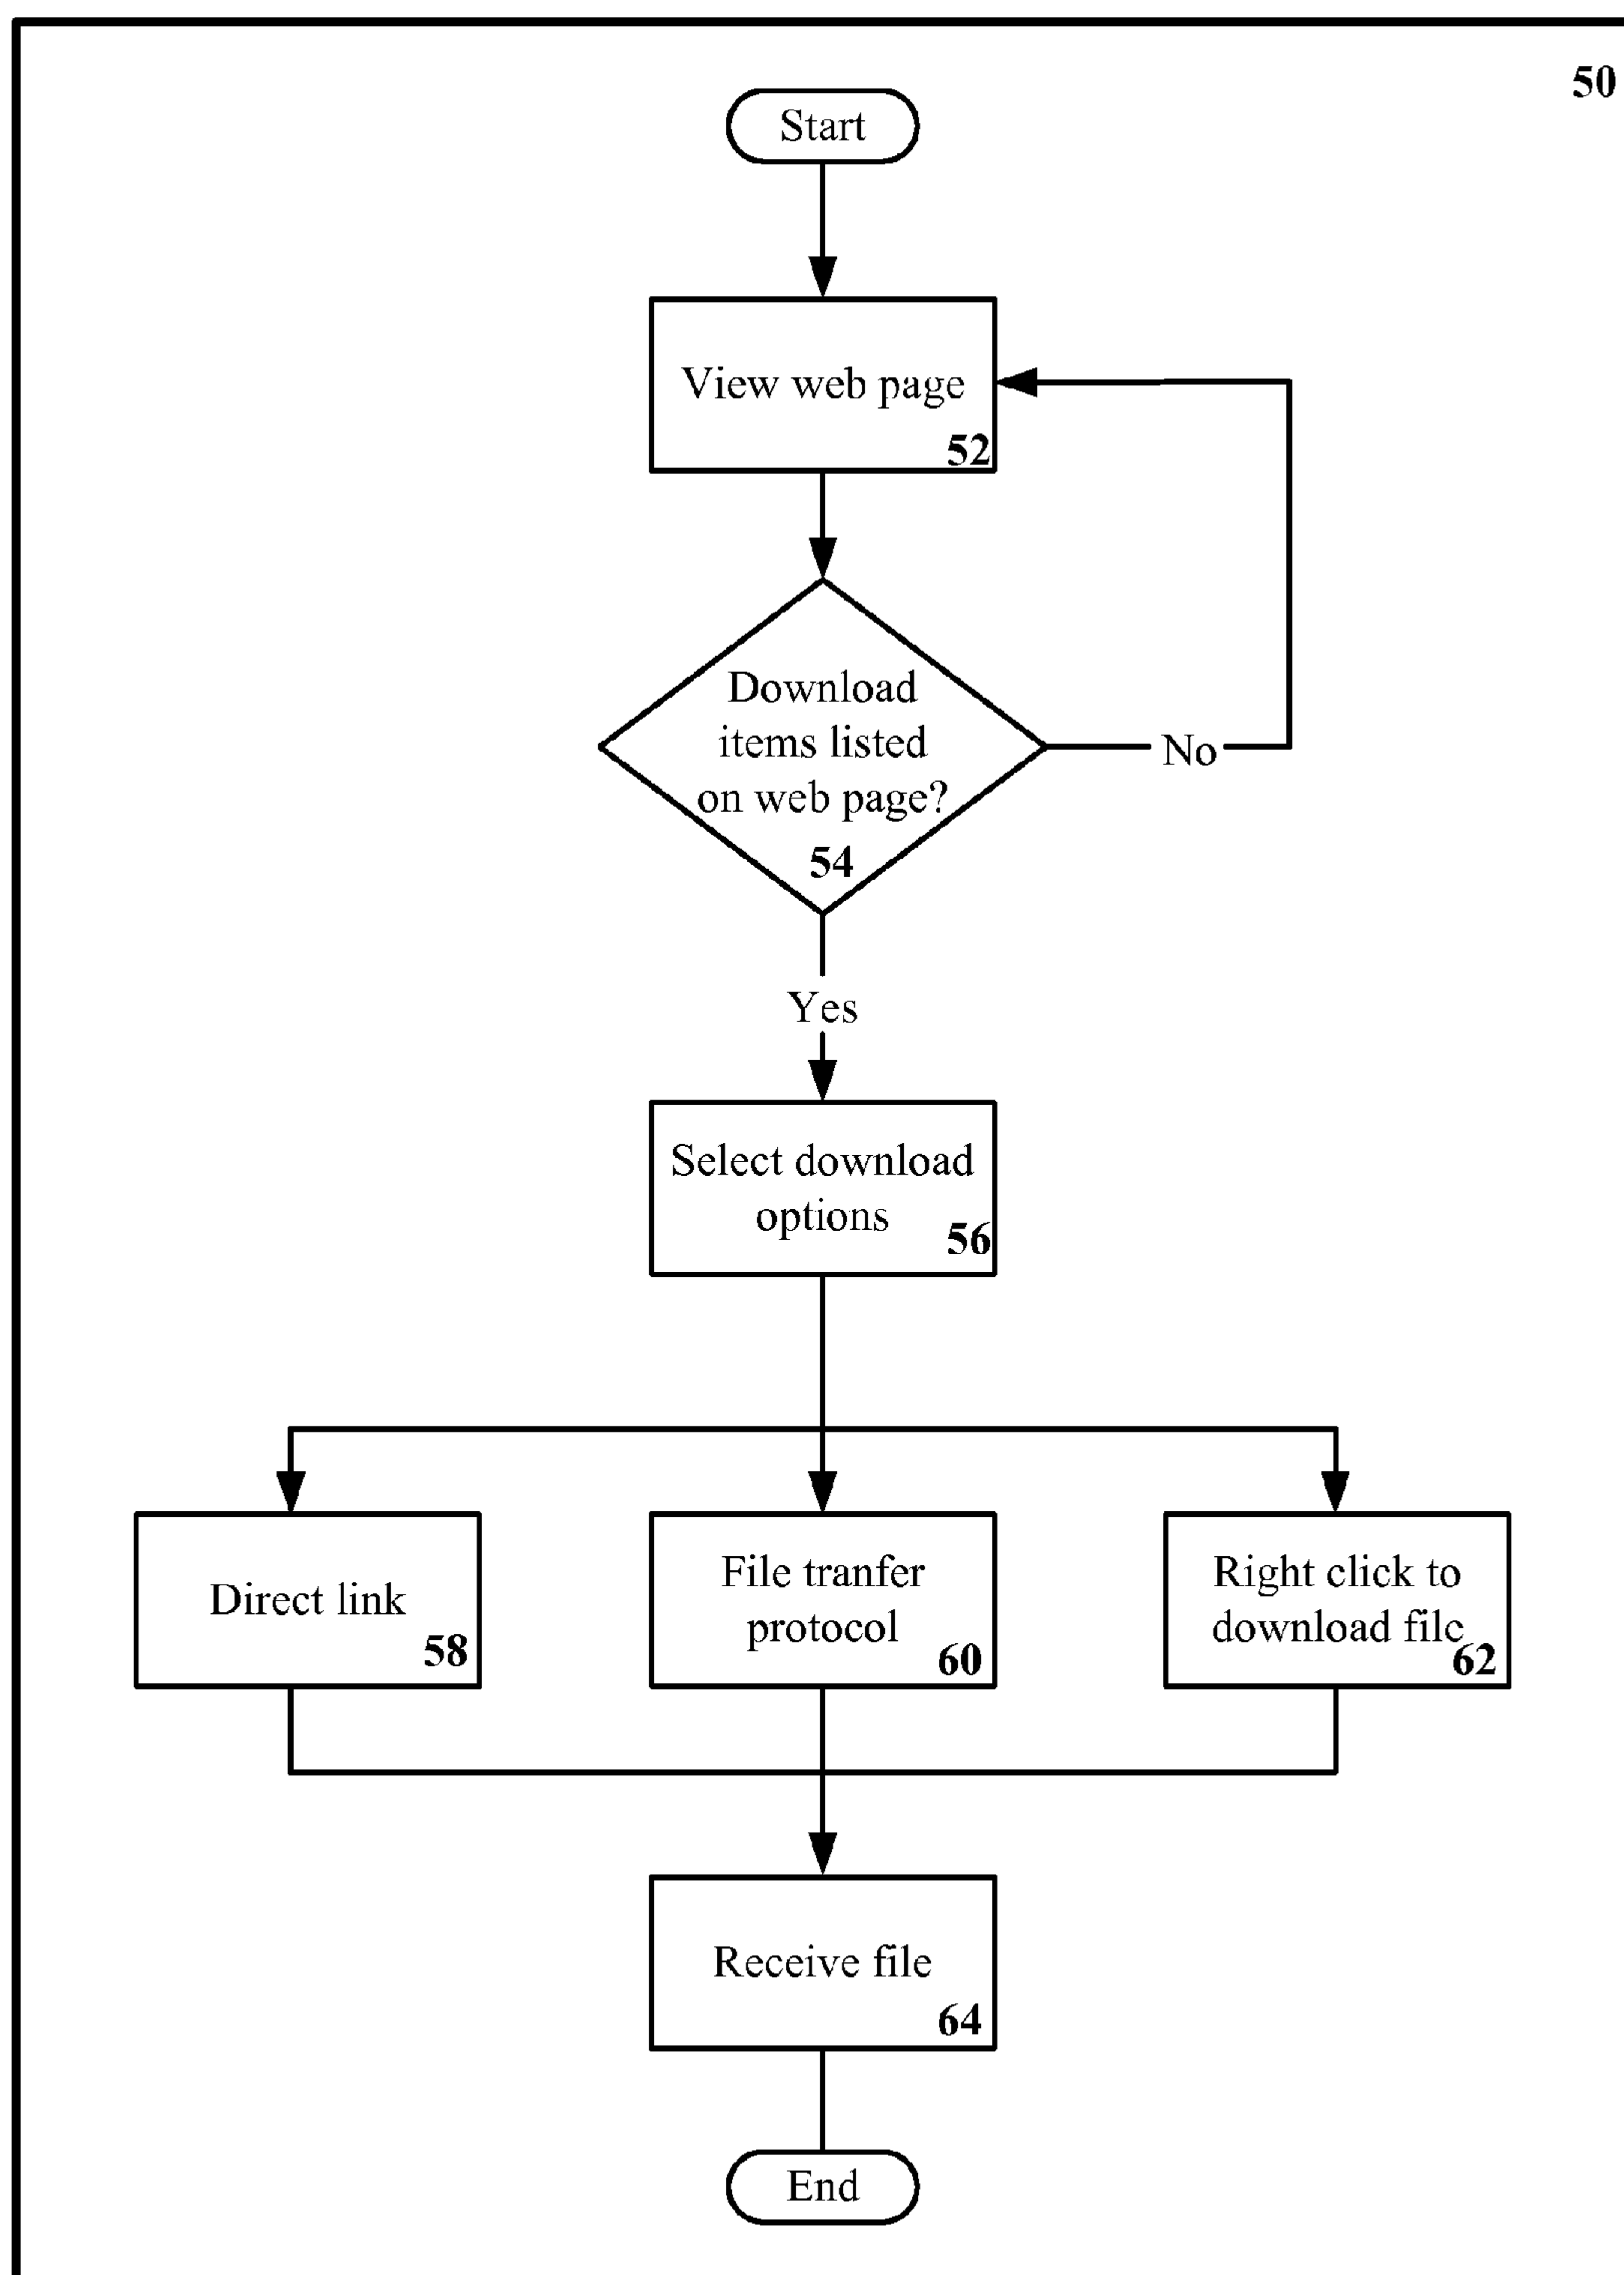 50
Start
View web page
52
Download
items listed
on web page?
54
No
Yes
Select download
options
56
Direct link
58
File tranfer
protocol
60
Right click to
download file
62
Receive file
64
End